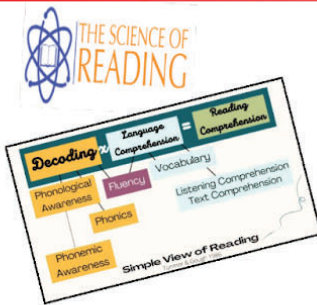 THE SCIENCE OF
READING
Decoding x Language Comprehension = Reading Comprehension
Phonological Awareness
Fluency
Vocabulary
Phonics
Listening Comprehension
Text Comprehension
Phonemic Awareness
Simple View of Reading